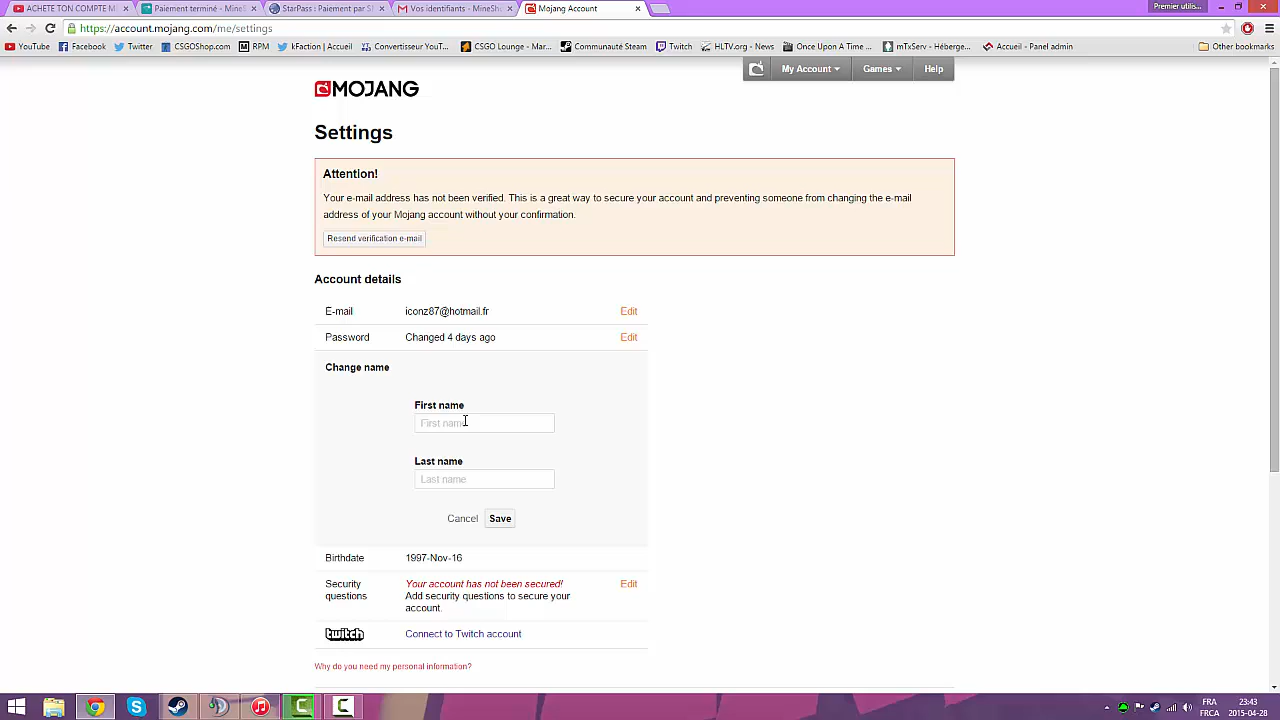 ACHETE TON COMPTE M
Paiement terminé - MineS
StarPass : Paiement par S
Vos identifiants - MineSha
Mojang Account
Premier utilis...
https://account.mojang.com/me/settings
YouTube
Facebook
Twitter
CSGOShop.com
RPM
kFaction | Accueil
Convertisseur YouT...
CSGO Lounge - Mar...
Communauté Steam
Twitch
HLTV.org - News
Once Upon A Time ...
mTxServ - Héberge...
Accueil - Panel admin
Other bookmarks
My Account
Games
Help
MOJANG
Settings
Attention!
Your e-mail address has not been verified. This is a great way to secure your account and preventing someone from changing the e-mail
address of your Mojang account without your confirmation.
Resend verification e-mail
Account details
E-mail iconz87@hotmail.fr Edit
Password Changed 4 days ago Edit
Change name
First name
First name
Last name
Last name
Cancel Save
Birthdate 1997-Nov-16
Security questions
Your account has not been secured! Edit
Add security questions to secure your
account.
twitch Connect to Twitch account
Why do you need my personal information?
FR
FRCA
23:43
2015-04-28